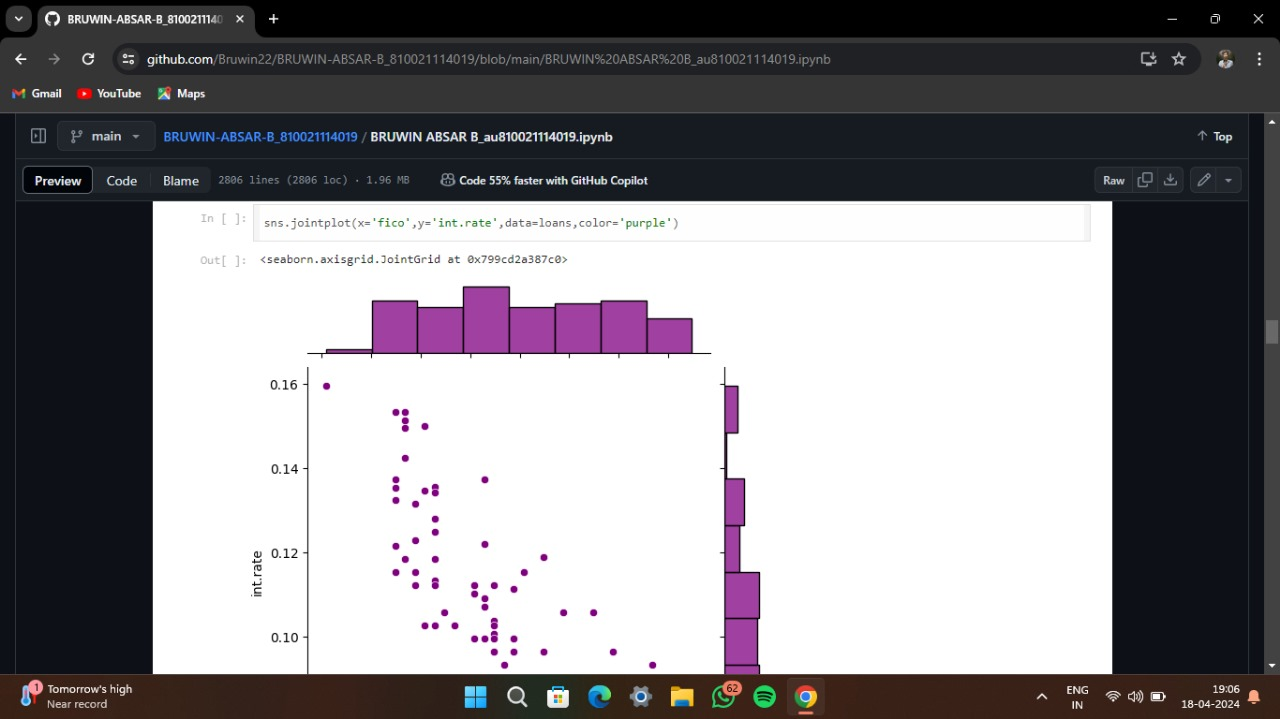 BRUWIN-ABSAR-B_8100211140
github.com/Bruwin22/BRUWIN-ABSAR-B_810021114019/blob/main/BRUWIN%20ABSAR%20B_au810021114019.ipynb
Gmail YouTube Maps
main BRUWIN-ABSAR-B_810021114019 / BRUWIN ABSAR B_au810021114019.ipynb Top
Preview Code Blame 2806 lines (2806 loc) · 1.96 MB Code 55% faster with GitHub Copilot Raw
In [ ]: sns.jointplot(x='fico',y='int.rate',data=loans,color='purple')
Out[ ]: <seaborn.axisgrid.JointGrid at 0x799cd2a387c0>
0.16
0.14
0.12
int.rate
0.10
1 Tomorrow's high
Near record
62
ENG
IN
19:06
18-04-2024